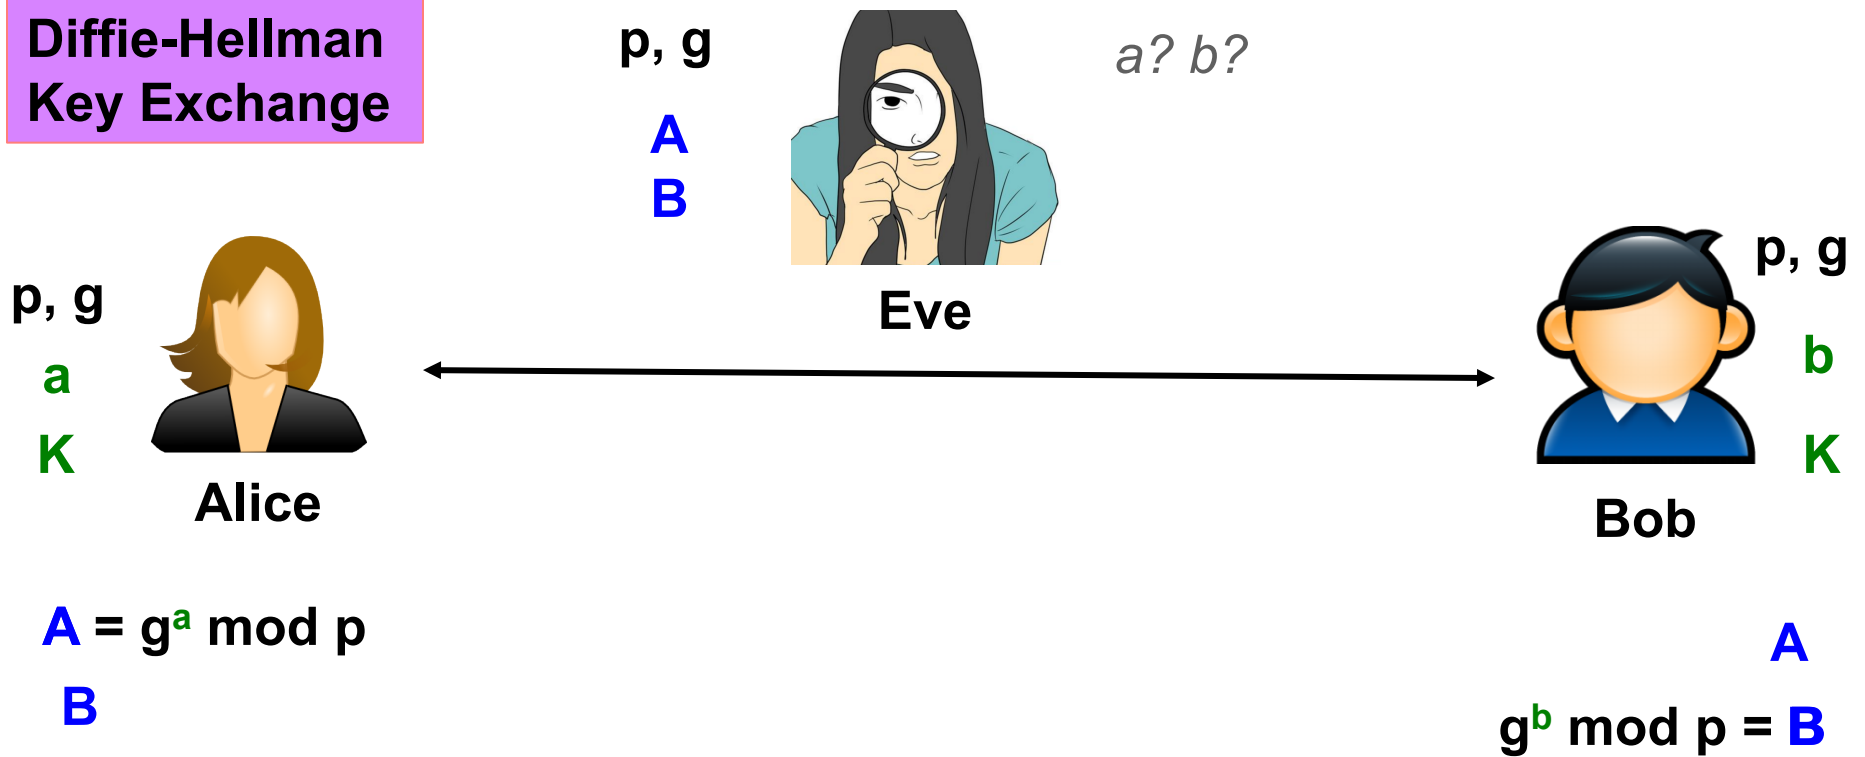 Diffie-Hellman
Key Exchange
p, g
A
B
a? b?
Eve
p, g
a
K
Alice
p, g
b
K
Bob
A = gᵃ mod p
B
A
gᵇ mod p = B